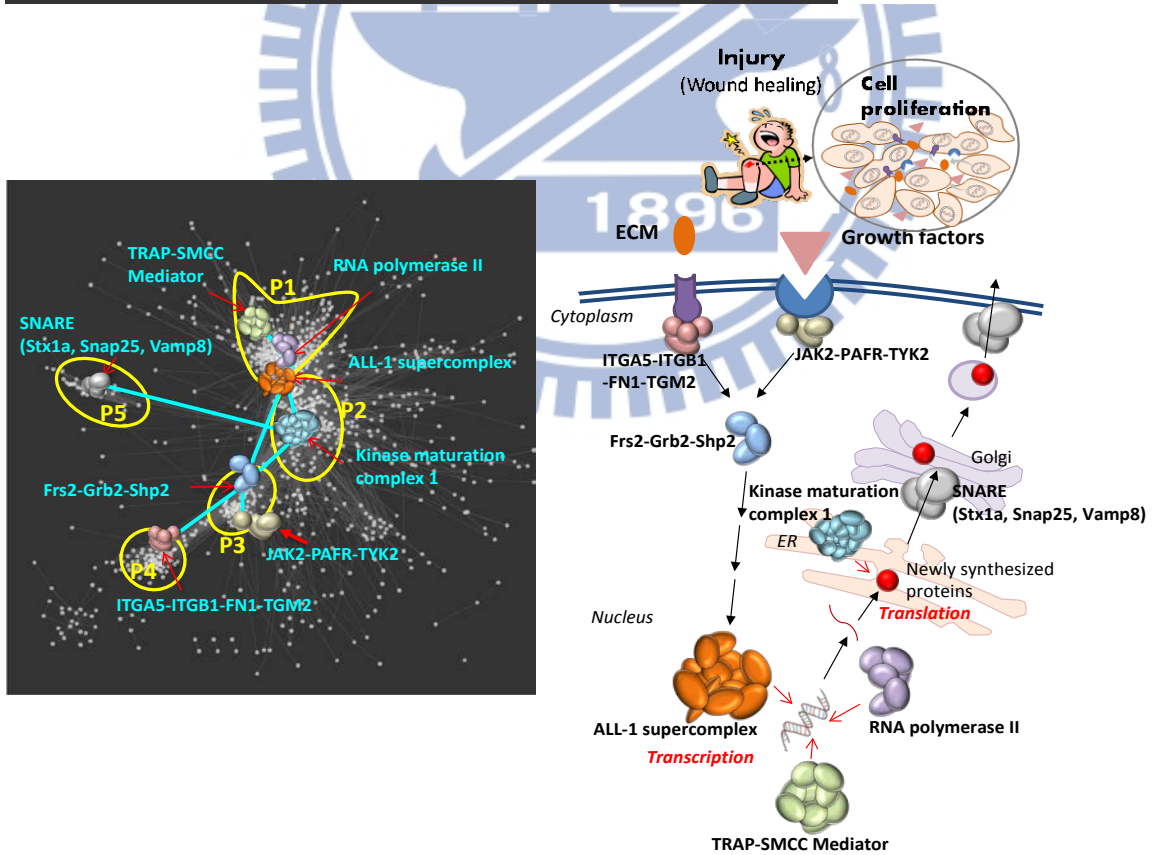 TRAP-SMCC
Mediator
RNA polymerase II
P1
SNARE
(Stx1a, Snap25, Vamp8)
ALL-1 supercomplex
P5
P2
Kinase maturation
complex 1
Frs2-Grb2-Shp2
P3
JAK2-PAFR-TYK2
P4
ITGA5-ITGB1-FN1-TGM2
Injury
(Wound healing)
Cell
proliferation
1896
ECM
Growth factors
Cytoplasm
ITGA5-ITGB1
-FN1-TGM2
JAK2-PAFR-TYK2
Frs2-Grb2-Shp2
Golgi
Kinase maturation
complex 1
SNARE
(Stx1a, Snap25, Vamp8)
ER
Newly synthesized
proteins
Translation
Nucleus
ALL-1 supercomplex
RNA polymerase II
Transcription
TRAP-SMCC Mediator